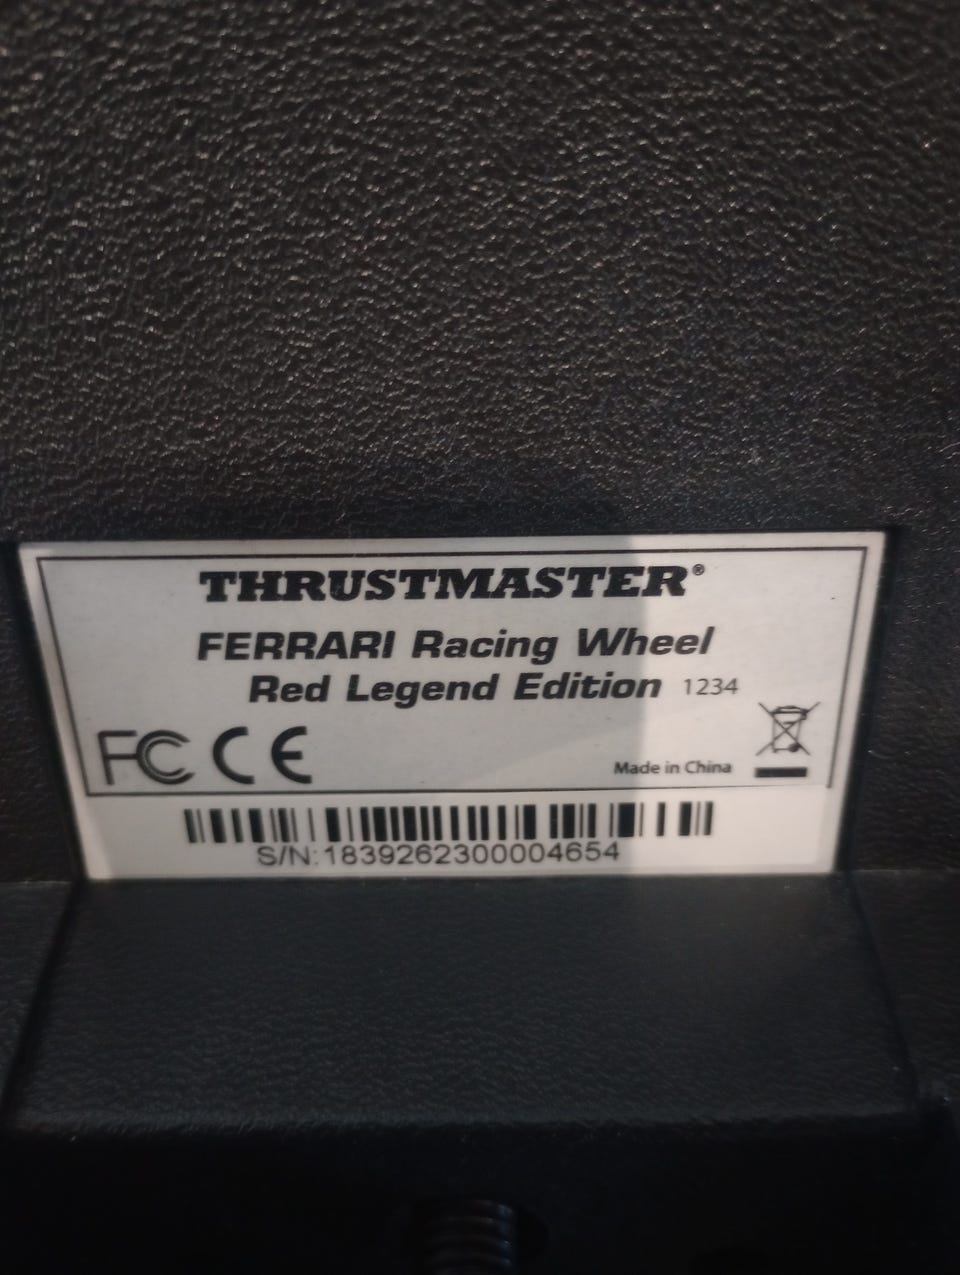 THRUSTMASTER®
FERRARI Racing Wheel
Red Legend Edition 1234
FC CE
Made in China
S/N:1839262300004654